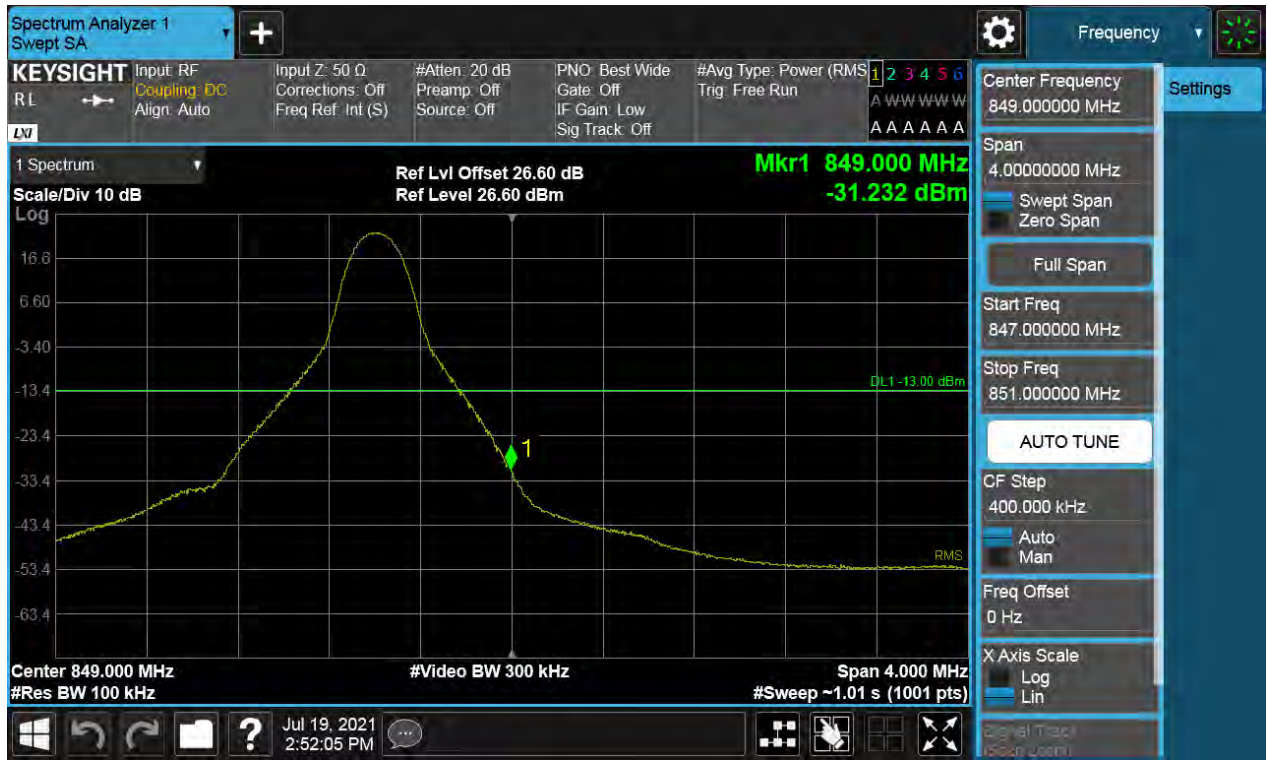 Spectrum Analyzer 1
Swept SA
+
Frequency
KEYSIGHT
RL
LXI
Input: RF
Coupling: DC
Align: Auto
Input Z: 50 Ω
Corrections: Off
Freq Ref: Int (S)
#Atten: 20 dB
Preamp: Off
Source: Off
PNO: Best Wide
Gate: Off
IF Gain: Low
Sig Track: Off
#Avg Type: Power (RMS
Trig: Free Run
1 2 3 4 5 6
A W W W W W
A A A A A A
1 Spectrum
Scale/Div 10 dB
Log
Ref Lvl Offset 26.60 dB
Ref Level 26.60 dBm
Mkr1 849.000 MHz
-31.232 dBm
16.6
6.60
-3.40
-13.4
-23.4
-33.4
-43.4
-53.4
-63.4
DL1 -13.00 dBm
1
RMS
Center 849.000 MHz
#Video BW 300 kHz
Span 4.000 MHz
#Res BW 100 kHz
#Sweep ~1.01 s (1001 pts)
?
Jul 19, 2021
2:52:05 PM
Center Frequency
849.000000 MHz
Span
4.00000000 MHz
Swept Span
Zero Span
Full Span
Start Freq
847.000000 MHz
Stop Freq
851.000000 MHz
AUTO TUNE
CF Step
400.000 kHz
Auto
Man
Freq Offset
0 Hz
X Axis Scale
Log
Lin
Signal Track
(Span Zoom)
Settings